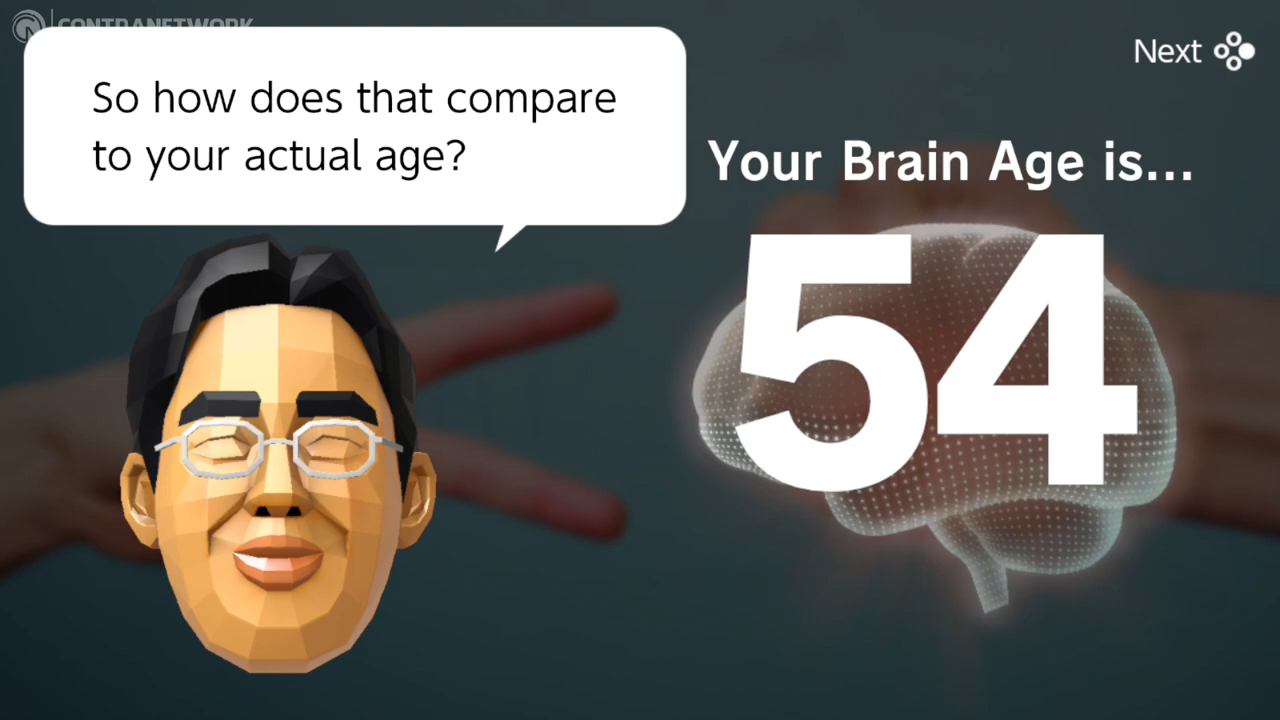 CONTRANETWORK
So how does that compare
to your actual age?
Next
Your Brain Age is...
54